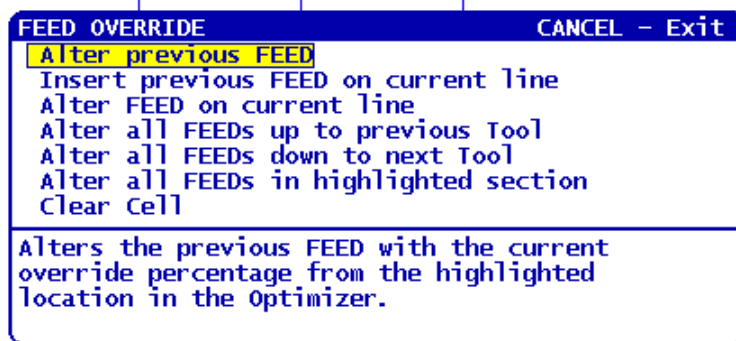 FEED OVERRIDE CANCEL - Exit
Alter previous FEED
Insert previous FEED on current line
Alter FEED on current line
Alter all FEEDs up to previous Tool
Alter all FEEDs down to next Tool
Alter all FEEDs in highlighted section
Clear Cell
Alters the previous FEED with the current
override percentage from the highlighted
location in the Optimizer.